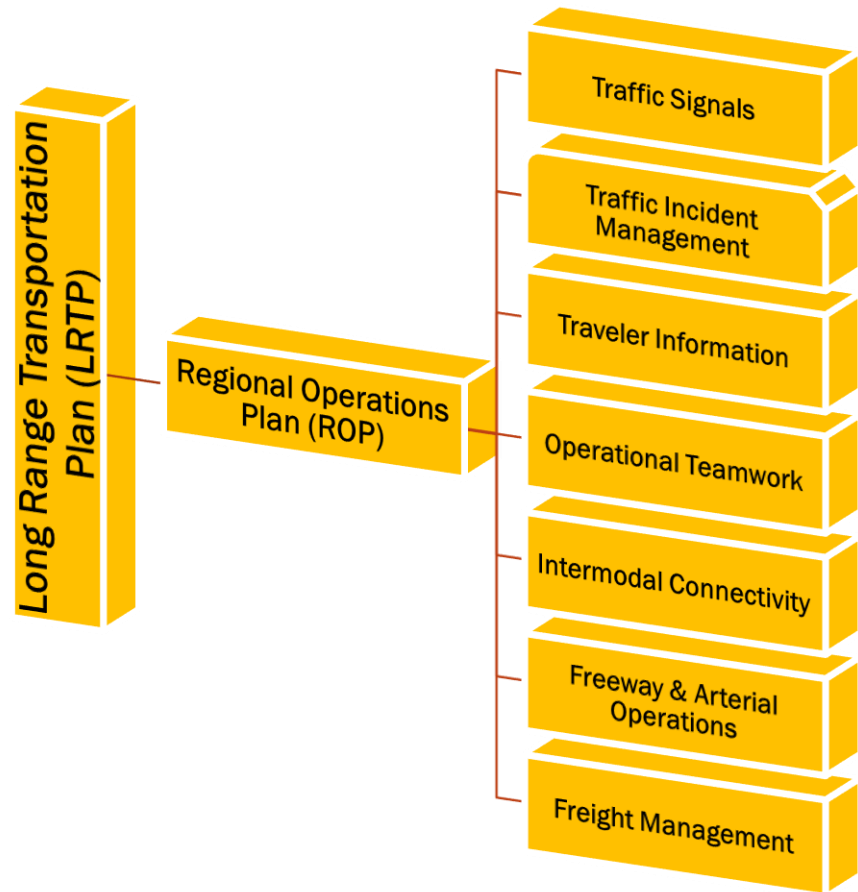 Long Range Transportation
Plan (LRTP)
Regional Operations
Plan (ROP)
Traffic Signals
Traffic Incident
Management
Traveler Information
Operational Teamwork
Intermodal Connectivity
Freeway & Arterial
Operations
Freight Management